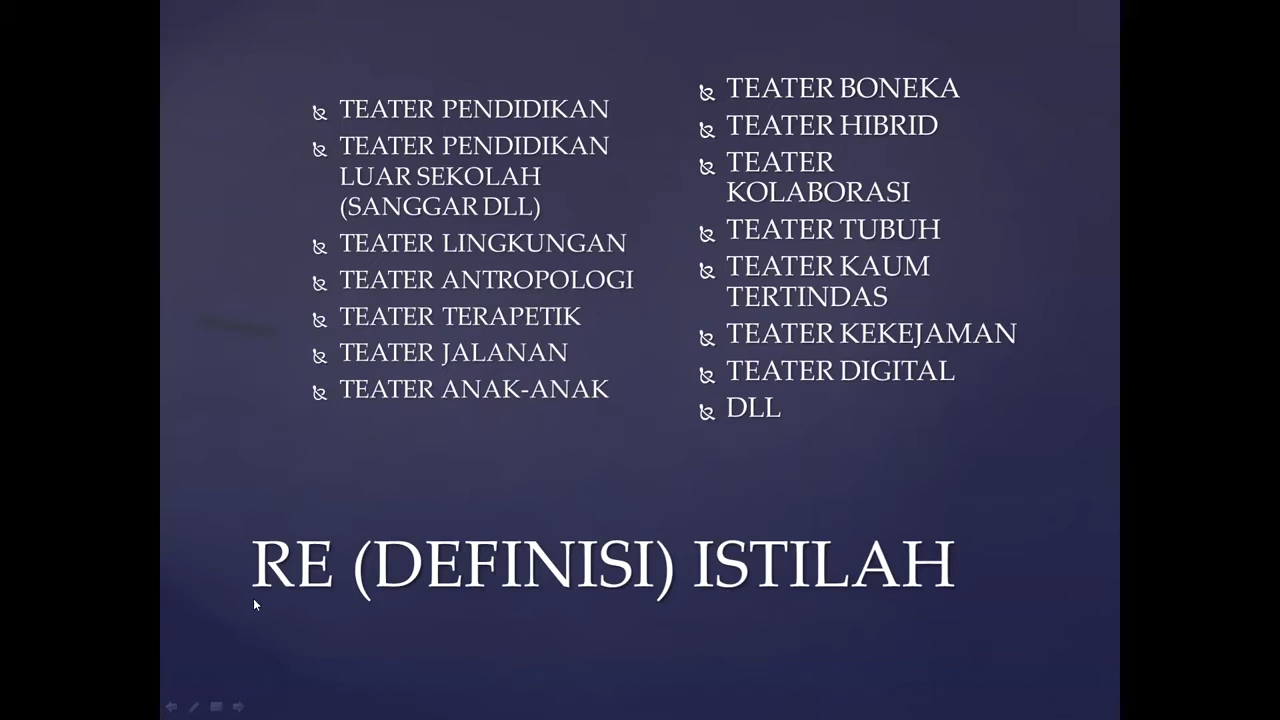 TEATER PENDIDIKAN
TEATER PENDIDIKAN
LUAR SEKOLAH
(SANGGAR DLL)
TEATER LINGKUNGAN
TEATER ANTROPOLOGI
TEATER TERAPETIK
TEATER JALANAN
TEATER ANAK-ANAK
TEATER BONEKA
TEATER HIBRID
TEATER
KOLABORASI
TEATER TUBUH
TEATER KAUM
TERTINDAS
TEATER KEKEJAMAN
TEATER DIGITAL
DLL
RE (DEFINISI) ISTILAH